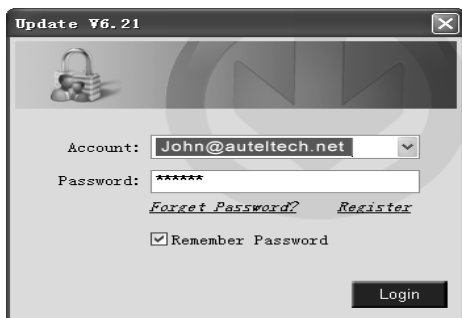 Update V6.21
Account: John@auteltech.net
Password: ******
Forget Password? Register
Remember Password
Login